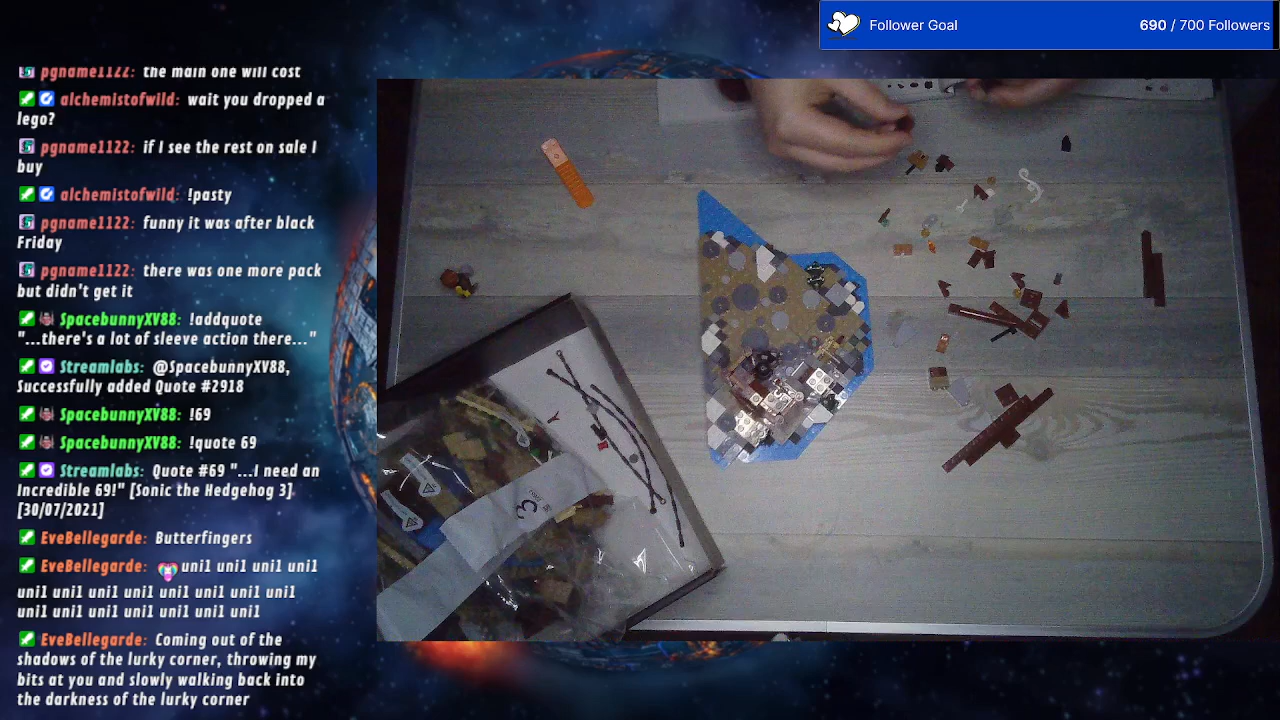 Follower Goal 690 / 700 Followers
pgname1122: the main one will cost
alchemistofwild: wait you dropped a
lego?
pgname1122: if I see the rest on sale I
buy
alchemistofwild: !pasty
pgname1122: funny it was after black
Friday
pgname1122: there was one more pack
but didn't get it
SpacebunnyXV88: !addquote
"...there's a lot of sleeve action there..."
Streamlabs: @SpacebunnyXV88,
Successfully added Quote #2918
SpacebunnyXV88: !69
SpacebunnyXV88: !quote 69
Streamlabs: Quote #69 "...I need an
Incredible 69!" [Sonic the Hedgehog 3]
[30/07/2021]
EveBellegarde: Butterfingers
EveBellegarde: uni1 uni1 uni1 uni1
uni1 uni1 uni1 uni1 uni1 uni1 uni1 uni1
uni1 uni1 uni1 uni1 uni1 uni1 uni1
EveBellegarde: Coming out of the
shadows of the lurky corner, throwing my
bits at you and slowly walking back into
the darkness of the lurky corner
3